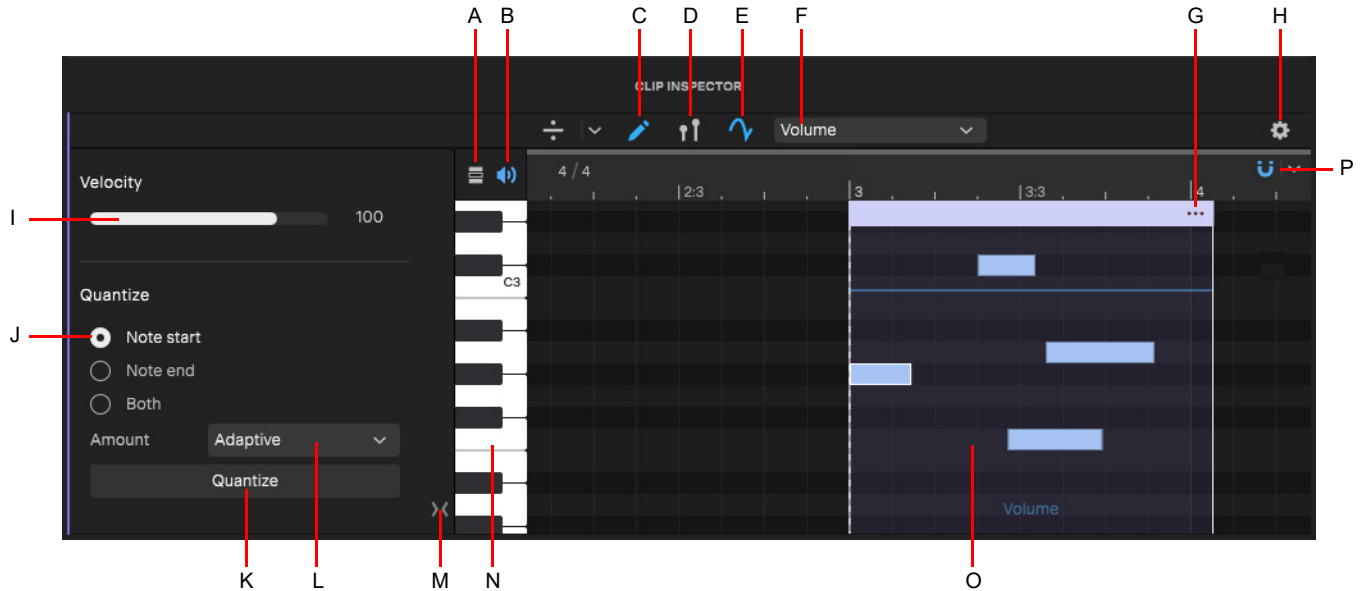 A B C D E F G H
CLIP INSPECTOR
Volume
Velocity
4 / 4
P
2:3 3 3:3 4
I
100
C3
Quantize
J
Note start
Note end
Both
Amount
Adaptive
Quantize
Volume
K L M N O